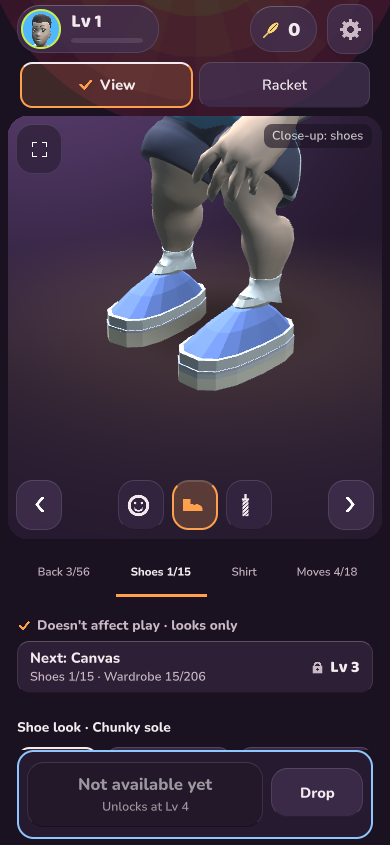 Lv 1
0
View
Racket
Close-up: shoes
Back 3/56
Shoes 1/15
Shirt
Moves 4/18
Doesn't affect play · looks only
Next: Canvas
Shoes 1/15 · Wardrobe 15/206
Lv 3
Shoe look · Chunky sole
Not available yet
Unlocks at Lv 4
Drop